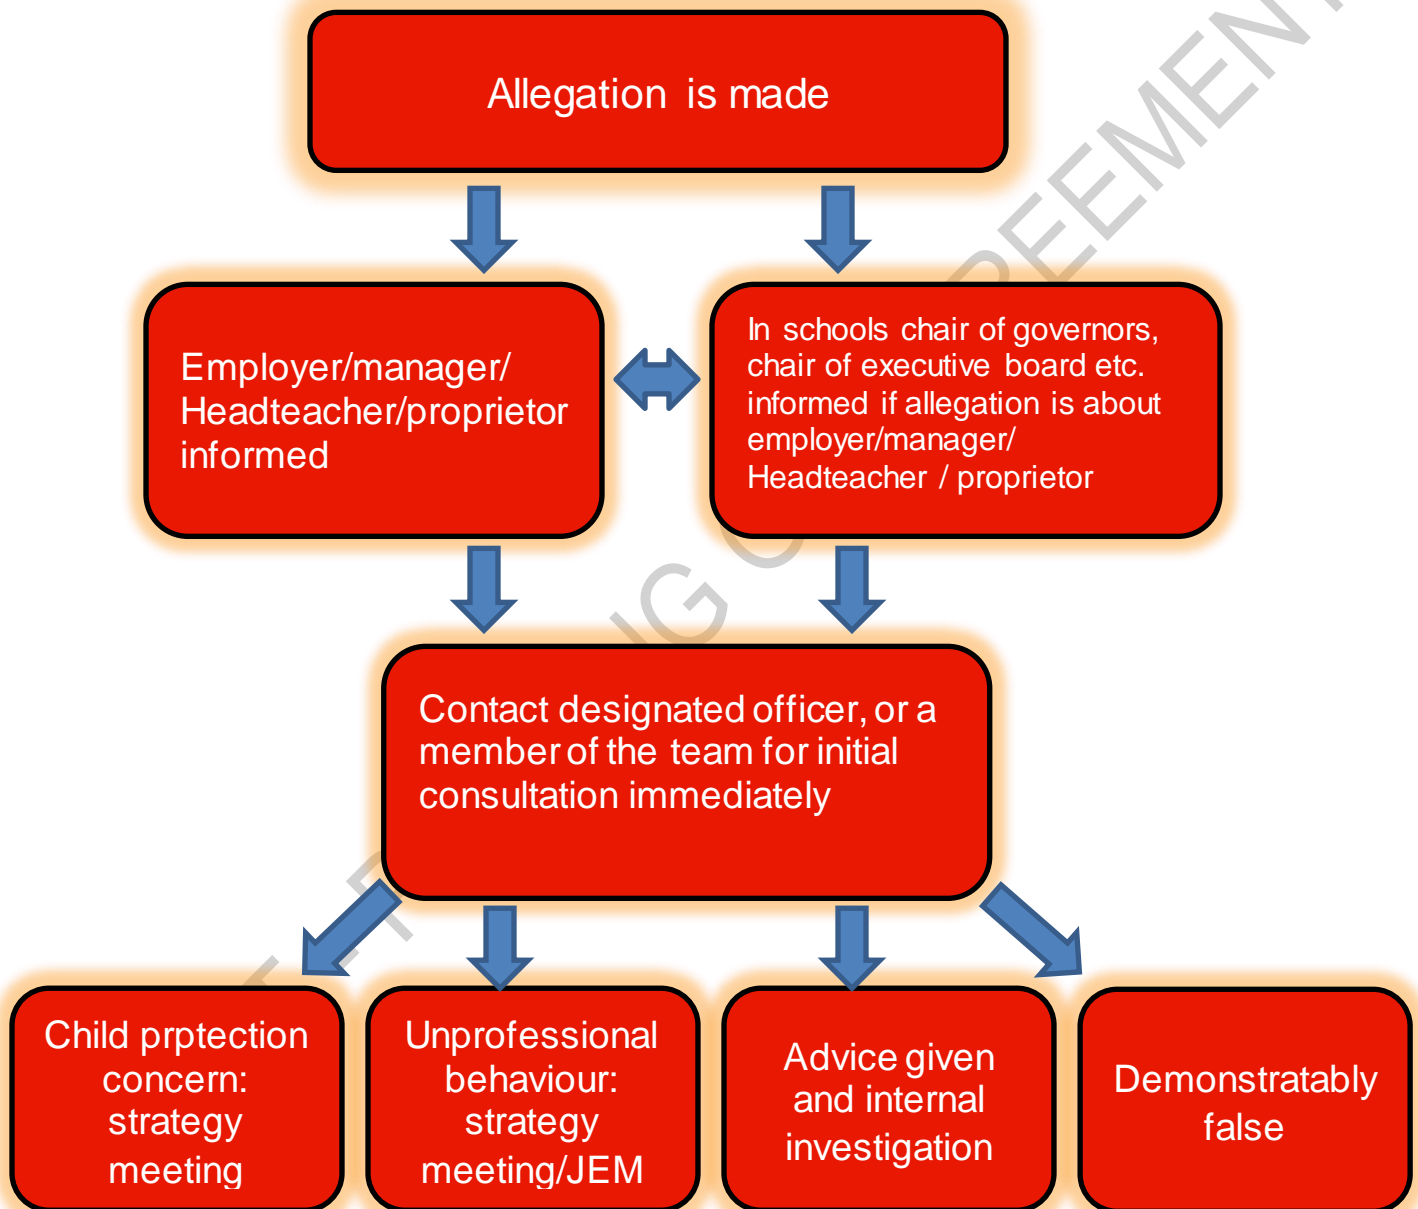 Allegation is made
Employer/manager/
Headteacher/proprietor
informed
In schools chair of governors,
chair of executive board etc.
informed if allegation is about
employer/manager/
Headteacher / proprietor
Contact designated officer, or a
member of the team for initial
consultation immediately
Child prptection
concern:
strategy
meeting
Unprofessional
behaviour:
strategy
meeting/JEM
Advice given
and internal
investigation
Demonstratably
false